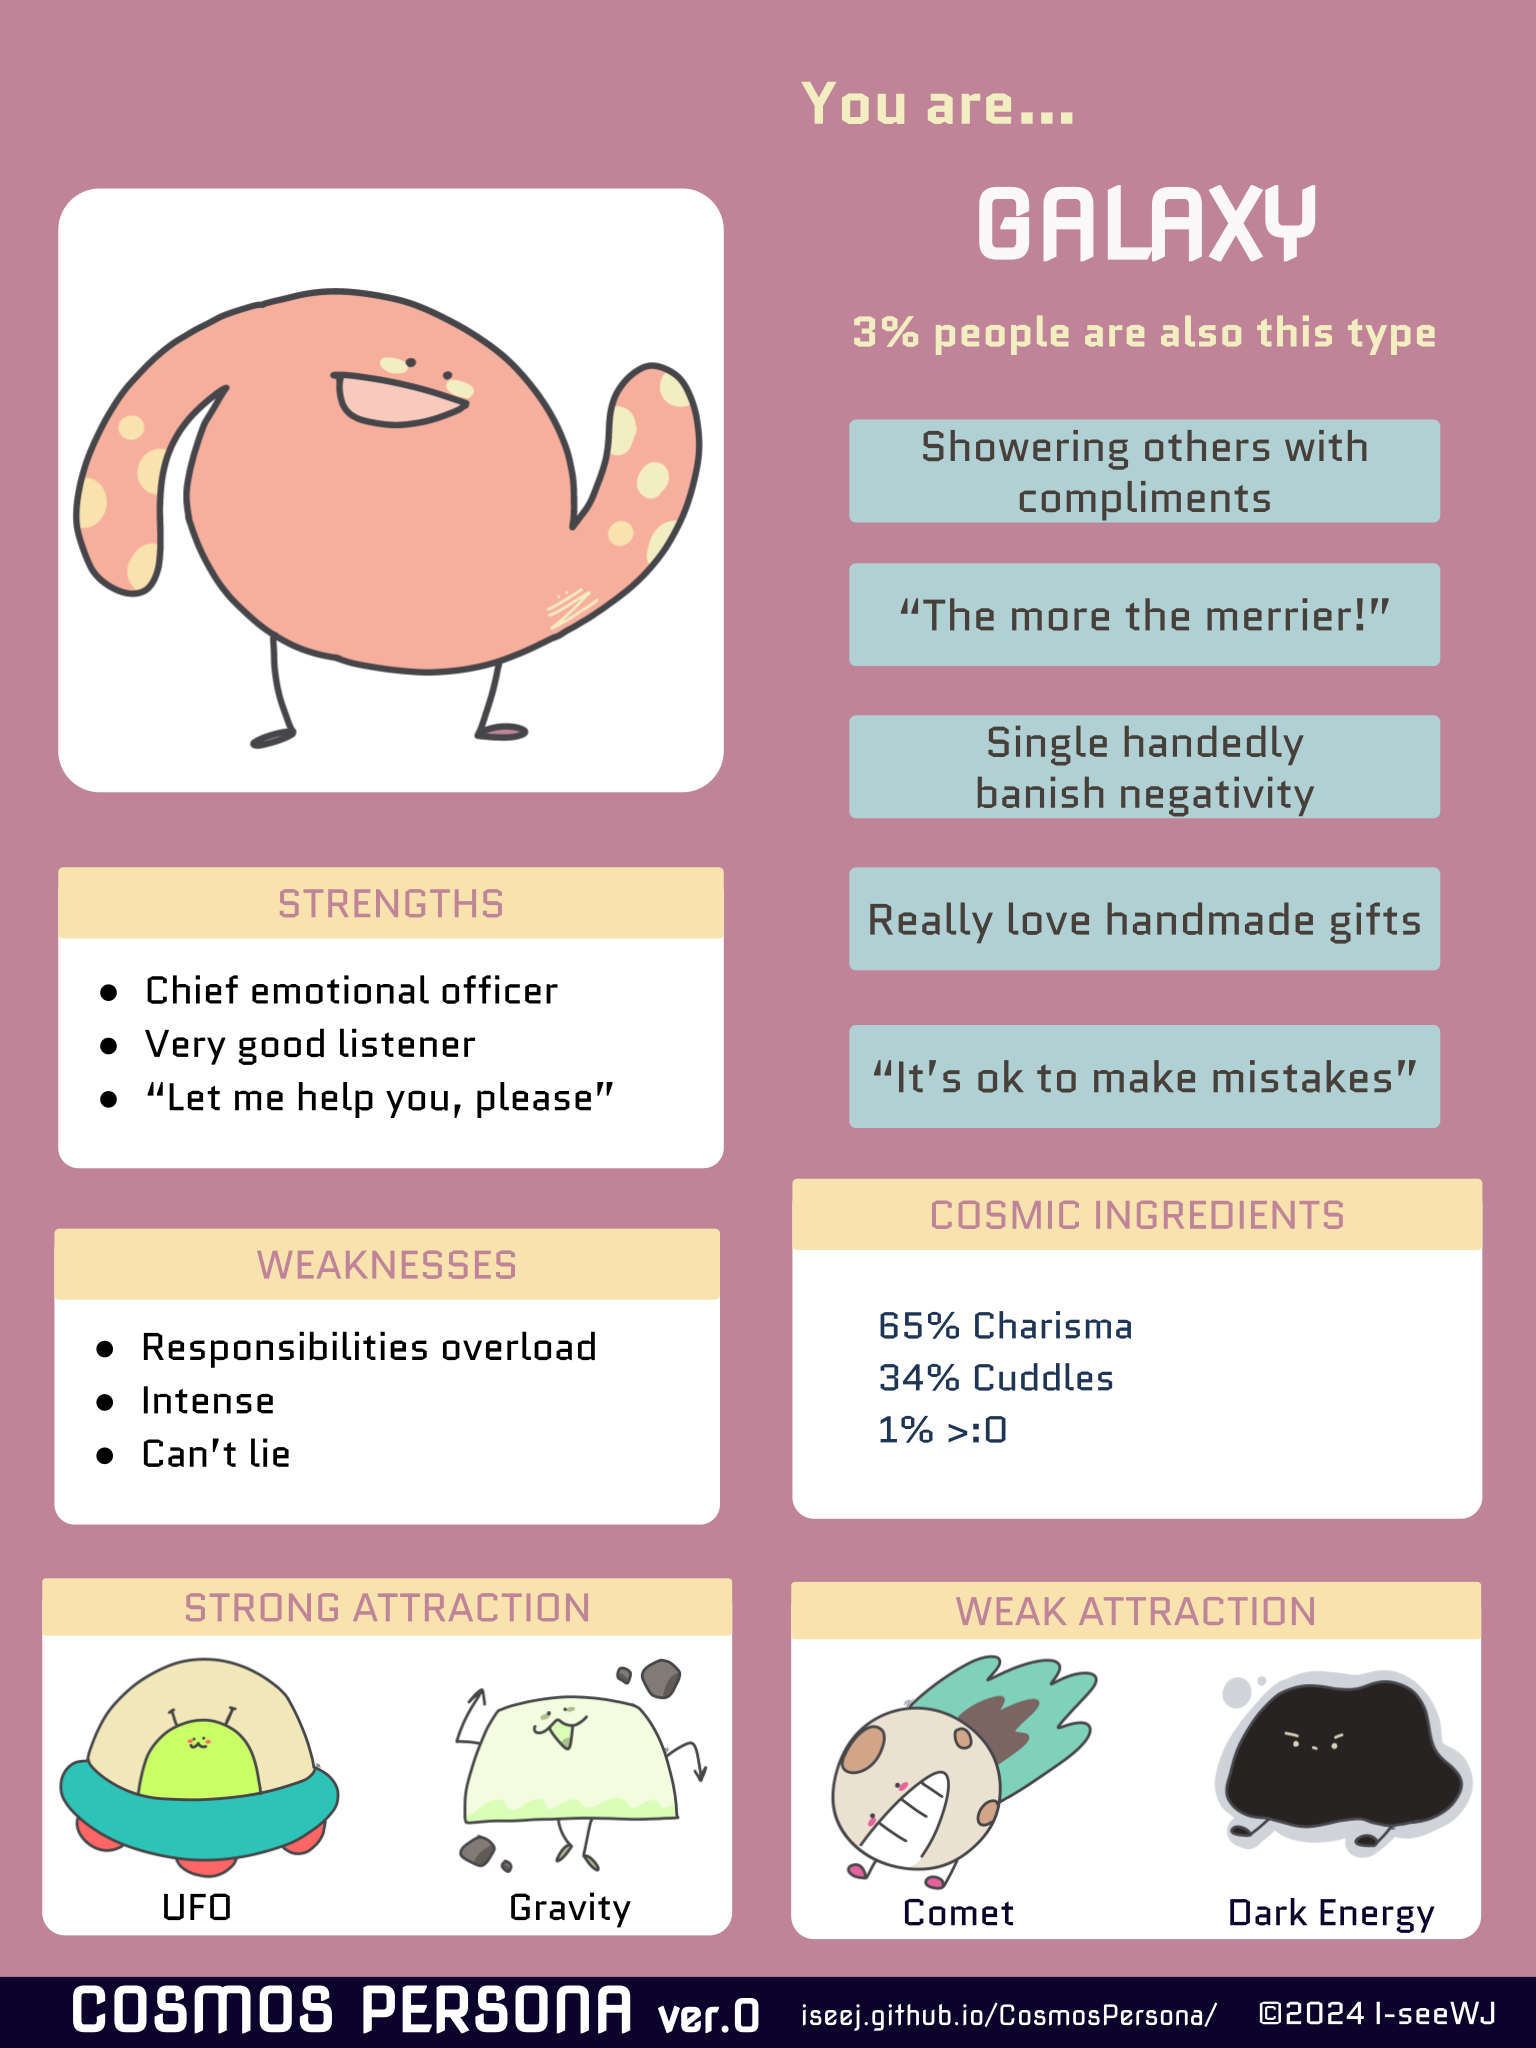 You are...
GALAXY
3% people are also this type
Showering others with
compliments
“The more the merrier!”
Single handedly
banish negativity
Really love handmade gifts
“It’s ok to make mistakes”
STRENGTHS
● Chief emotional officer
● Very good listener
● “Let me help you, please”
WEAKNESSES
● Responsibilities overload
● Intense
● Can’t lie
COSMIC INGREDIENTS
65% Charisma
34% Cuddles
1% >:O
STRONG ATTRACTION
UFO
Gravity
WEAK ATTRACTION
Comet
Dark Energy
COSMOS PERSONA ver.0
iseej.github.io/CosmosPersona/
©2024 I-seeWJ